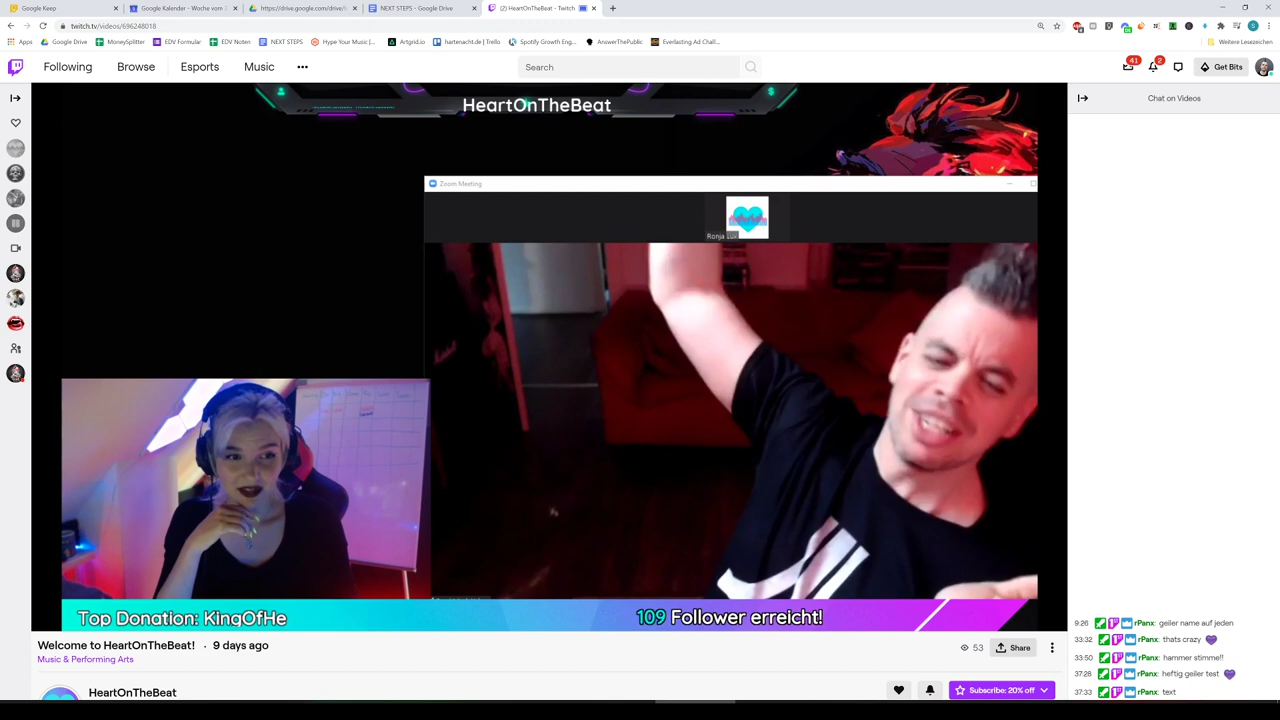 Google Keep
Google Kalender - Woche vom
https://drive.google.com/drive/
NEXT STEPS - Google Drive
(2) HeartOnTheBeat - Twitch
twitch.tv/videos/696248018
Apps
Google Drive
MoneySplitter
EDV Formular
EDV Noten
NEXT STEPS
Hype Your Music |...
Artgrid.io
hartenacht.de | Trello
Spotify Growth Eng...
AnswerThePublic
Everlasting Ad Chall...
Weitere Lesezeichen
Following
Browse
Esports
Music
Search
41
2
Get Bits
HeartOnTheBeat
Chat on Videos
Zoom Meeting
Ronja Lux
Top Donation: KingOfHe
109 Follower erreicht!
Welcome to HeartOnTheBeat! · 9 days ago
53
Share
Music & Performing Arts
HeartOnTheBeat
Subscribe: 20% off
9:26 rPanx: geiler name auf jeden
33:32 rPanx: thats crazy
33:50 rPanx: hammer stimme!!
37:28 rPanx: heftig geiler test
37:33 rPanx: text